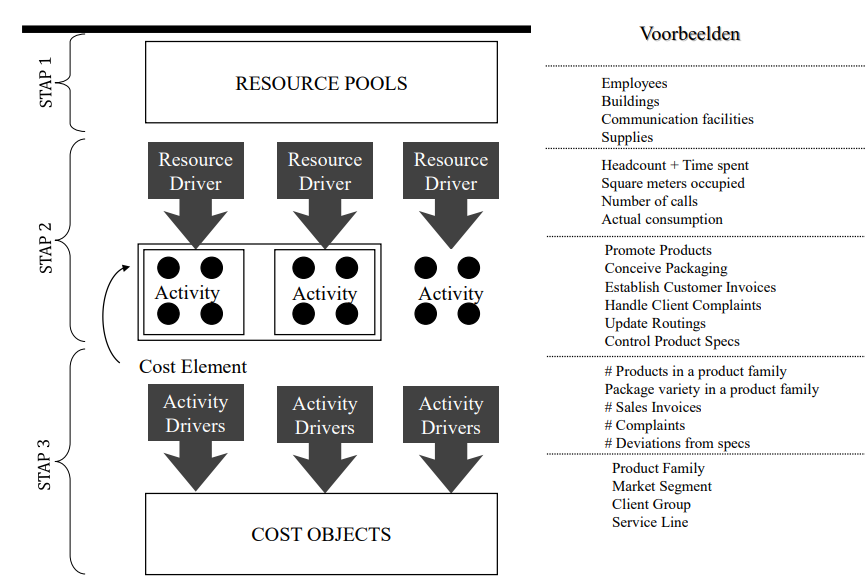 Voorbeelden
STAP 1
RESOURCE POOLS
Employees
Buildings
Communication facilities
Supplies
STAP 2
Resource
Driver
Resource
Driver
Resource
Driver
Headcount + Time spent
Square meters occupied
Number of calls
Actual consumption
Activity
Activity
Activity
Promote Products
Conceive Packaging
Establish Customer Invoices
Handle Client Complaints
Update Routings
Control Product Specs
Cost Element
STAP 3
Activity
Drivers
Activity
Drivers
Activity
Drivers
# Products in a product family
Package variety in a product family
# Sales Invoices
# Complaints
# Deviations from specs
COST OBJECTS
Product Family
Market Segment
Client Group
Service Line